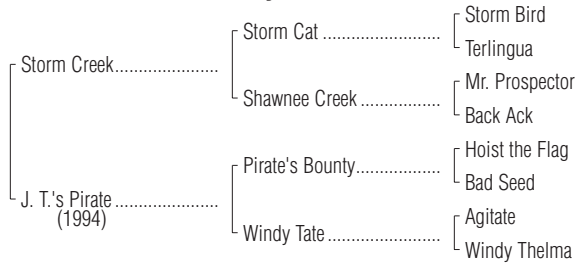 Storm Bird
Storm Cat ........................
Terlingua
Storm Creek.....................
Mr. Prospector
Shawnee Creek ................
Back Ack
Hoist the Flag
Pirate's Bounty.................
Bad Seed
J. T.'s Pirate.....................
(1994)
Agitate
Windy Tate .......................
Windy Thelma